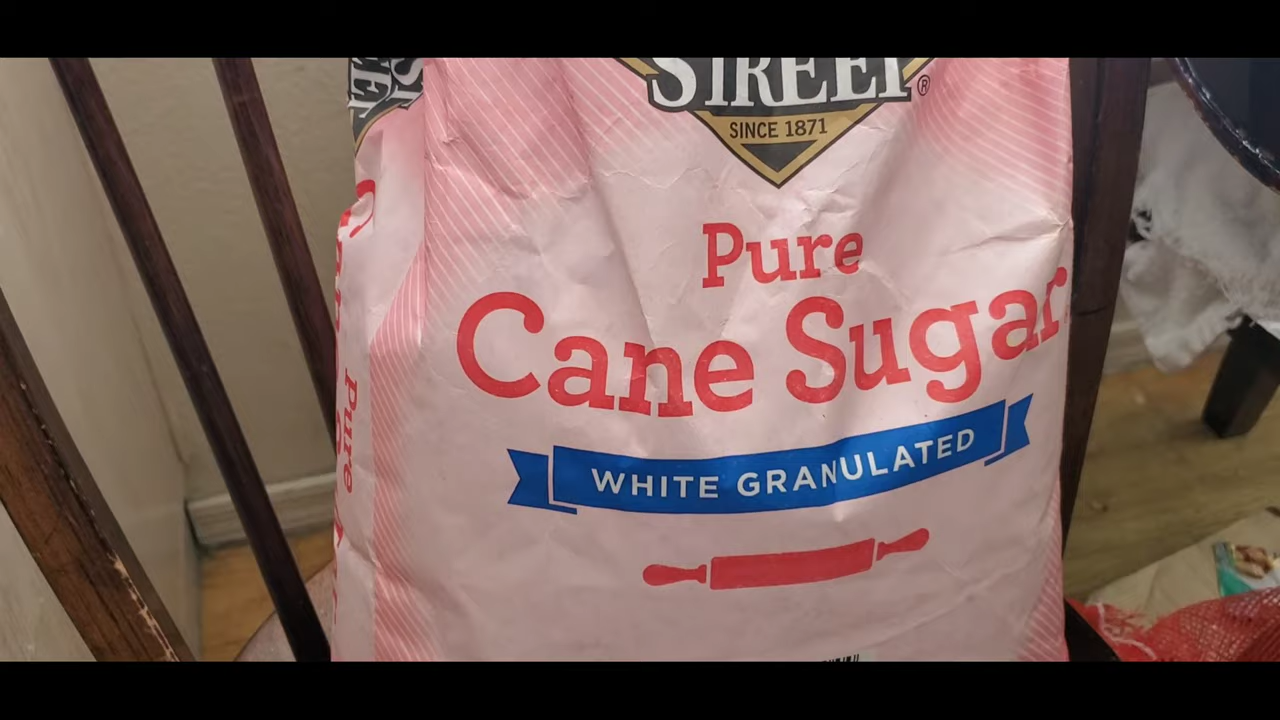 STREET®
SINCE 1871
Pure
Cane Sugar
WHITE GRANULATED
Pure